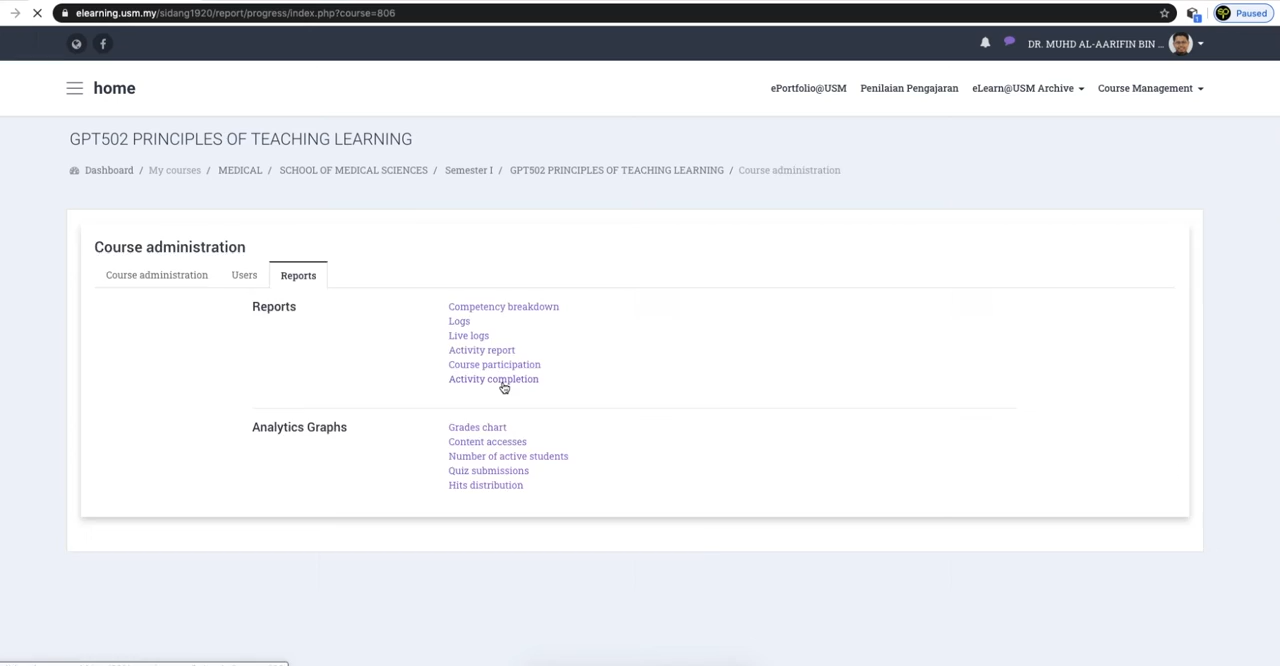 elearning.usm.my/sidang1920/report/progress/index.php?course=806
Paused
DR. MUHD AL-AARIFIN BIN ...
home
ePortfolio@USM Penilaian Pengajaran eLearn@USM Archive Course Management
GPT502 PRINCIPLES OF TEACHING LEARNING
Dashboard / My courses / MEDICAL / SCHOOL OF MEDICAL SCIENCES / Semester I / GPT502 PRINCIPLES OF TEACHING LEARNING / Course administration
Course administration
Course administration Users Reports
Reports
Competency breakdown
Logs
Live logs
Activity report
Course participation
Activity completion
Analytics Graphs
Grades chart
Content accesses
Number of active students
Quiz submissions
Hits distribution